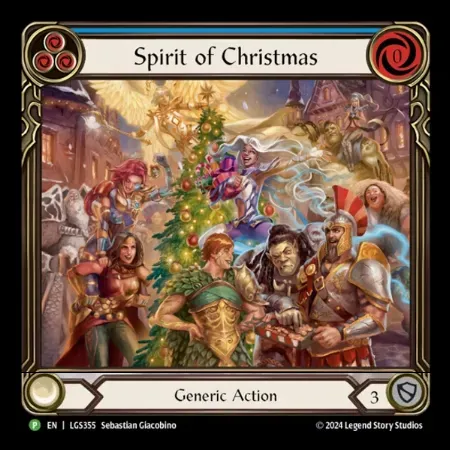 Spirit of Christmas
0
Generic Action
3
P EN | LGS355 Sebastian Giacobino
© 2024 Legend Story Studios